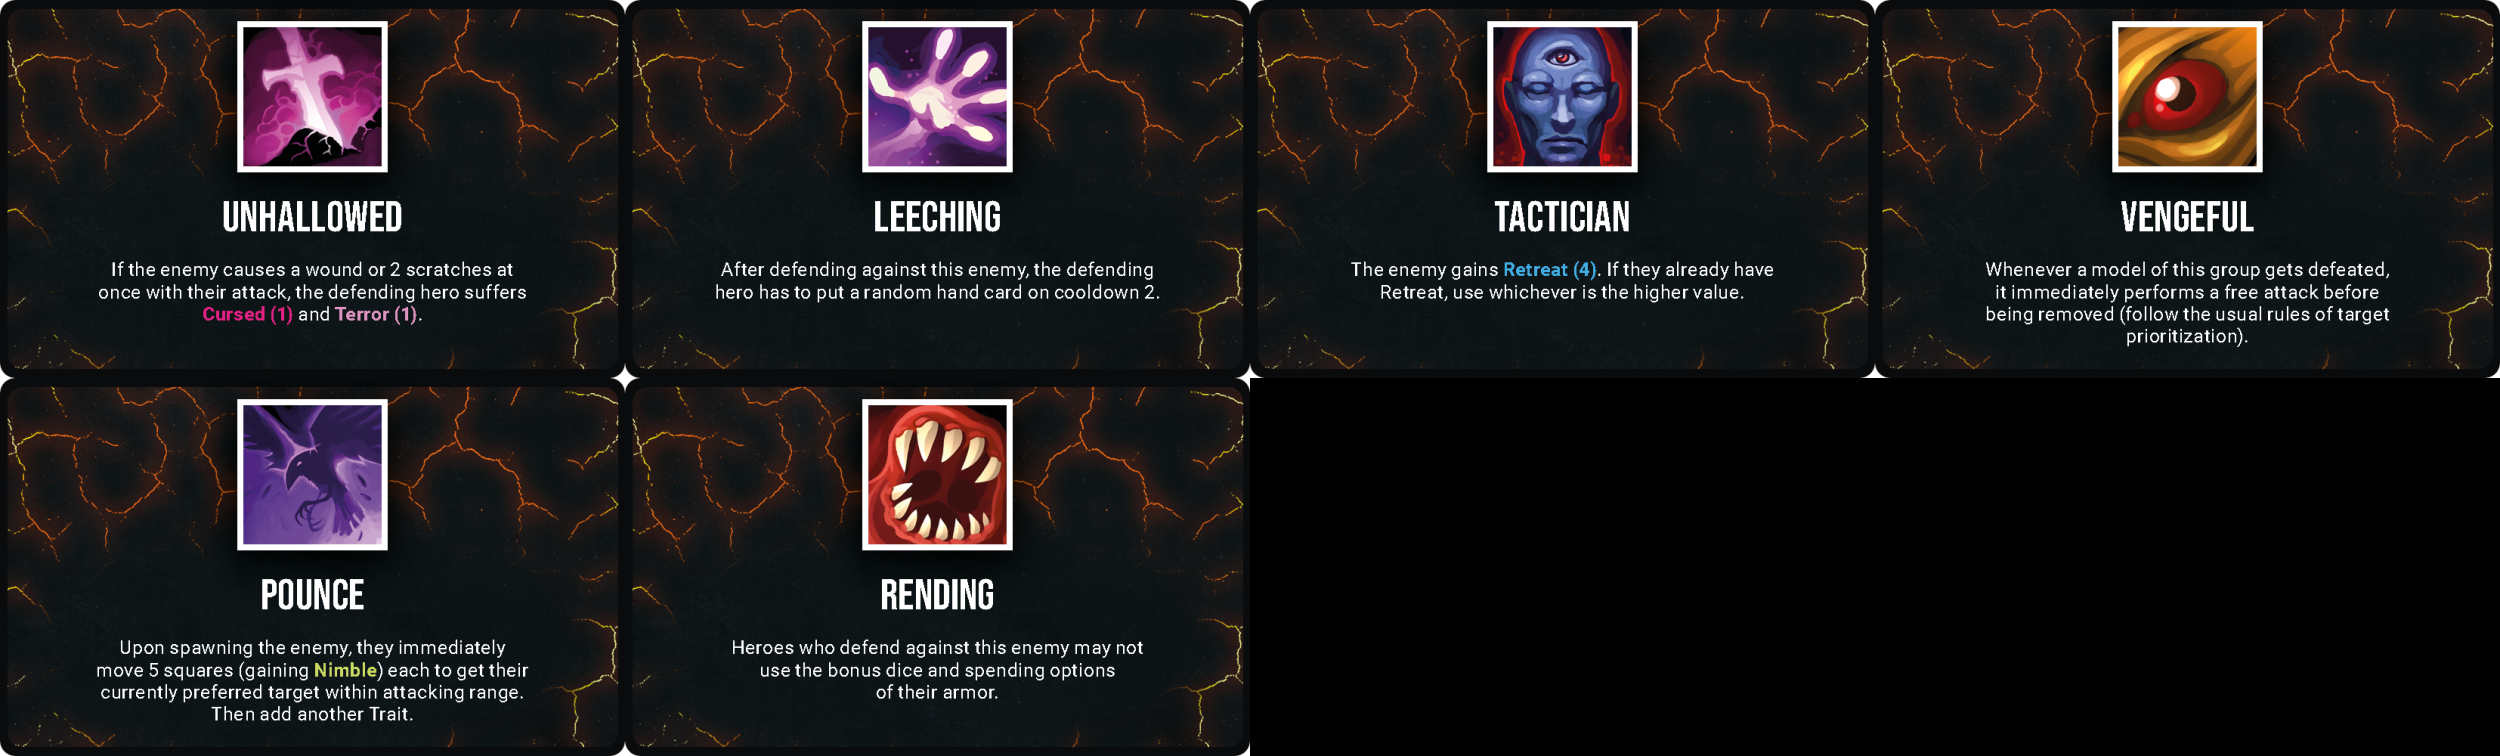 UNHALLOWED
If the enemy causes a wound or 2 scratches at
once with their attack, the defending hero suffers
Cursed (1) and Terror (1).
LEECHING
After defending against this enemy, the defending
hero has to put a random hand card on cooldown 2.
TACTICIAN
The enemy gains Retreat (4). If they already have
Retreat, use whichever is the higher value.
VENGEFUL
Whenever a model of this group gets defeated,
it immediately performs a free attack before
being removed (follow the usual rules of target
prioritization).
POUNCE
Upon spawning the enemy, they immediately
move 5 squares (gaining Nimble) each to get their
currently preferred target within attacking range.
Then add another Trait.
RENDING
Heroes who defend against this enemy may not
use the bonus dice and spending options
of their armor.